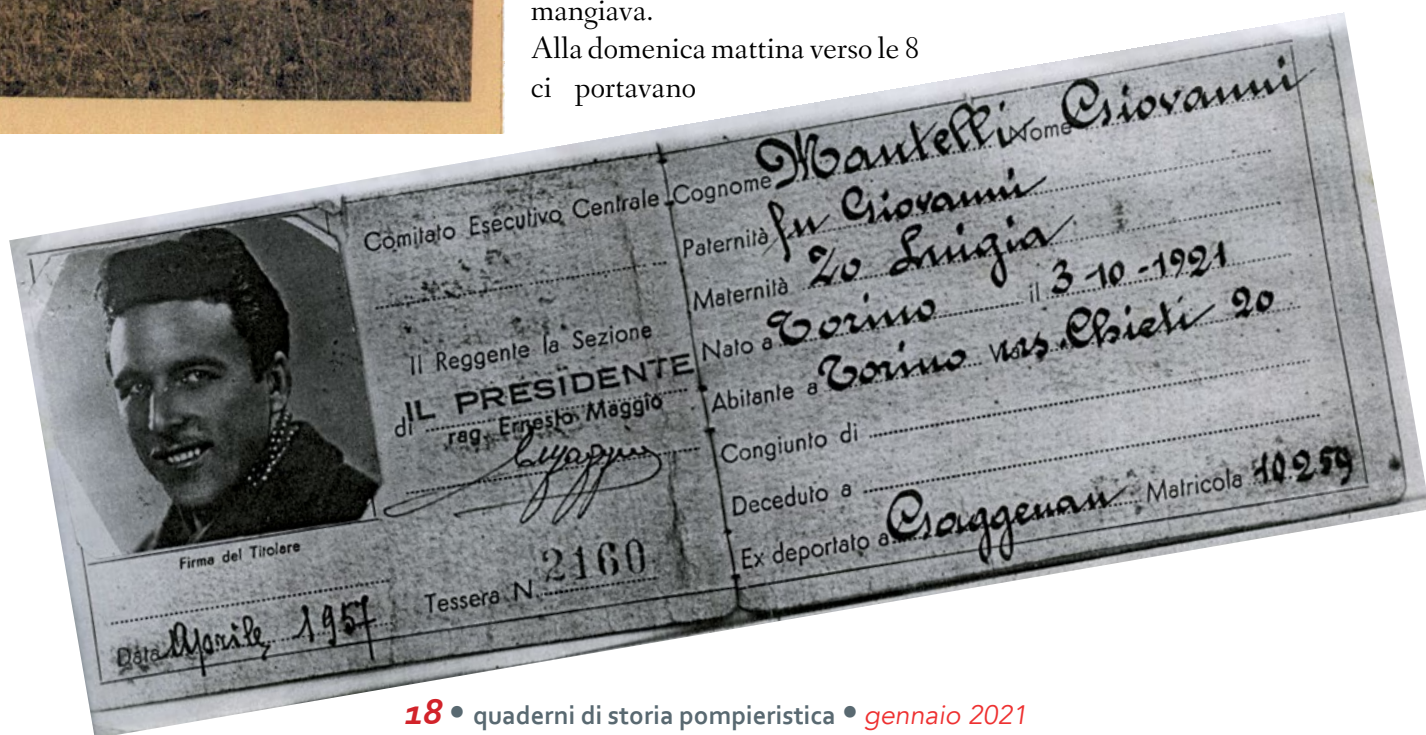 mangiava.
Alla domenica mattina verso le 8
ci portavano
Comitato Esecutivo Centrale
Il Reggente la Sezione
di IL PRESIDENTE
rag. Ernesto Maggio
Firma del Titolare
Data Aprile, 1957
Tessera N. 2160
Cognome Mantelli Nome Giovanni
Paternità fu Giovanni
Maternità Zo Luigia
Nato a Torino il 3-10-1921
Abitante a Torino Chieti 20
Congiunto di
Deceduto a
Ex deportato a Gaggenau Matricola 10259
18 • quaderni di storia pompieristica • gennaio 2021